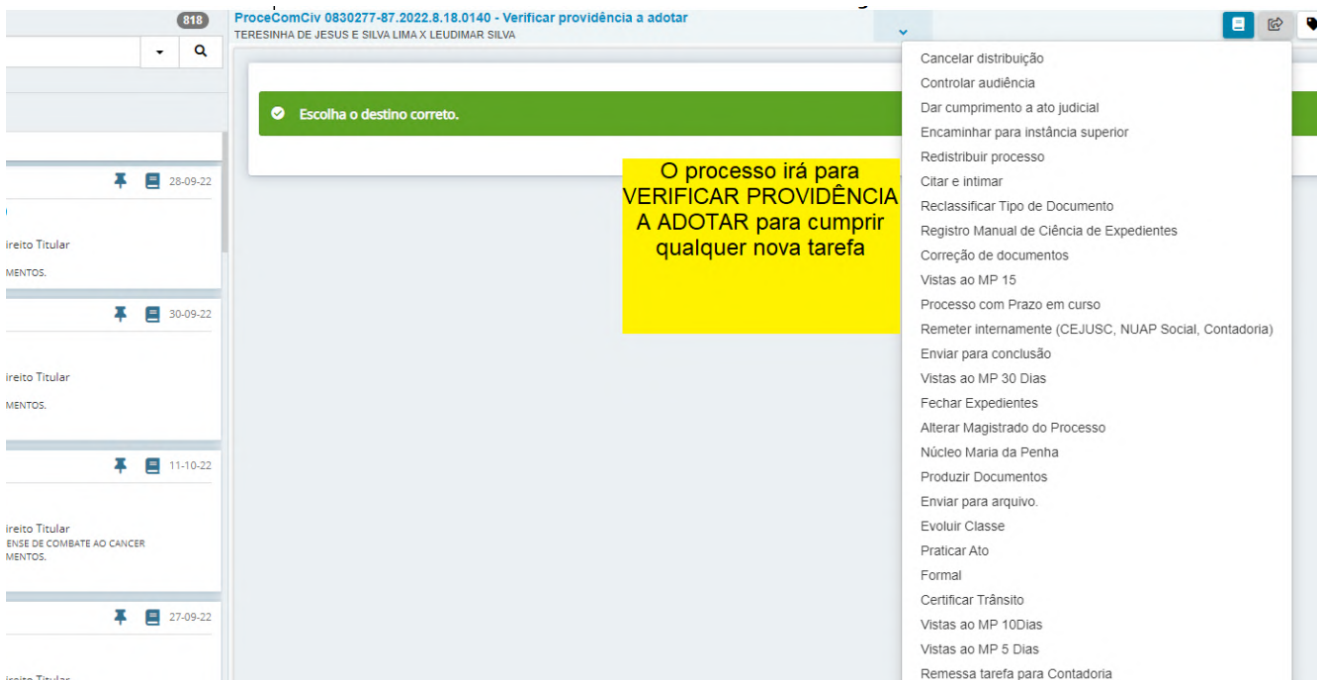 818
28-09-22
ireito Titular
MENTOS.
30-09-22
ireito Titular
MENTOS.
11-10-22
ireito Titular
ENSE DE COMBATE AO CANCER
MENTOS.
27-09-22
ireito Titular
ProceComCiv 0830277-87.2022.8.18.0140 - Verificar providência a adotar
TERESINHA DE JESUS E SILVA LIMA X LEUDIMAR SILVA
Escolha o destino correto.
O processo irá para
VERIFICAR PROVIDÊNCIA
A ADOTAR para cumprir
qualquer nova tarefa
Cancelar distribuição
Controlar audiência
Dar cumprimento a ato judicial
Encaminhar para instância superior
Redistribuir processo
Citar e intimar
Reclassificar Tipo de Documento
Registro Manual de Ciência de Expedientes
Correção de documentos
Vistas ao MP 15
Processo com Prazo em curso
Remeter internamente (CEJUSC, NUAP Social, Contadoria)
Enviar para conclusão
Vistas ao MP 30 Dias
Fechar Expedientes
Alterar Magistrado do Processo
Núcleo Maria da Penha
Produzir Documentos
Enviar para arquivo.
Evoluir Classe
Praticar Ato
Formal
Certificar Trânsito
Vistas ao MP 10Dias
Vistas ao MP 5 Dias
Remessa tarefa para Contadoria